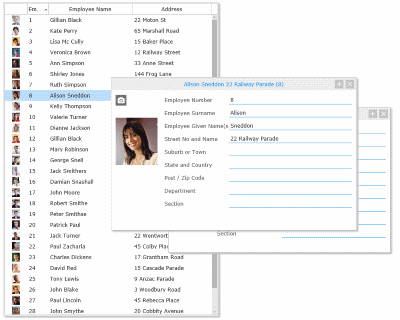 Em. Employee Name Address
1 Gillian Black 22 Moton St
2 Kate Perry 65 Marshall Road
3 Lisa Mc Cully 15 Baker Place
4 Veronica Brown 12 Railway Street
5 Ann Simpson 33 Anne Street
6 Shirley Jones 144 Frog Lane
7 Ruth Simpson
8 Alison Sneddon
9 Kelly Thompson
10 Valerie Turner
11 Dianne Jackson
12 Gillian Black
13 Mary Robinson
14 George Snell
15 Jack Smithers
16 Damian Snashall
17 John Moore
18 Robert Smithe
19 Peter Smithse
20 Patrick Paul
21 Jack Turner 22 Wentwort
22 Paul Zacharia 45 Colby Plac
23 Charles Dickens 17 Grantham Road
24 David Red 15 Cascade Parade
25 Tony Lewis 9 Anzac Parade
26 John Blake 3 Woodbury Road
27 Paul Lincoln 45 Rebecca Place
28 John Smythe 20 Cobbity Avenue
Alison Sneddon 22 Railway Parade (8)
Employee Number 8
Employee Surname Alison
Employee Given Name(s) Sneddon
Street No and Name 22 Railway Parade
Suburb or Town
State and Country
Post / Zip Code
Department
Section
Section